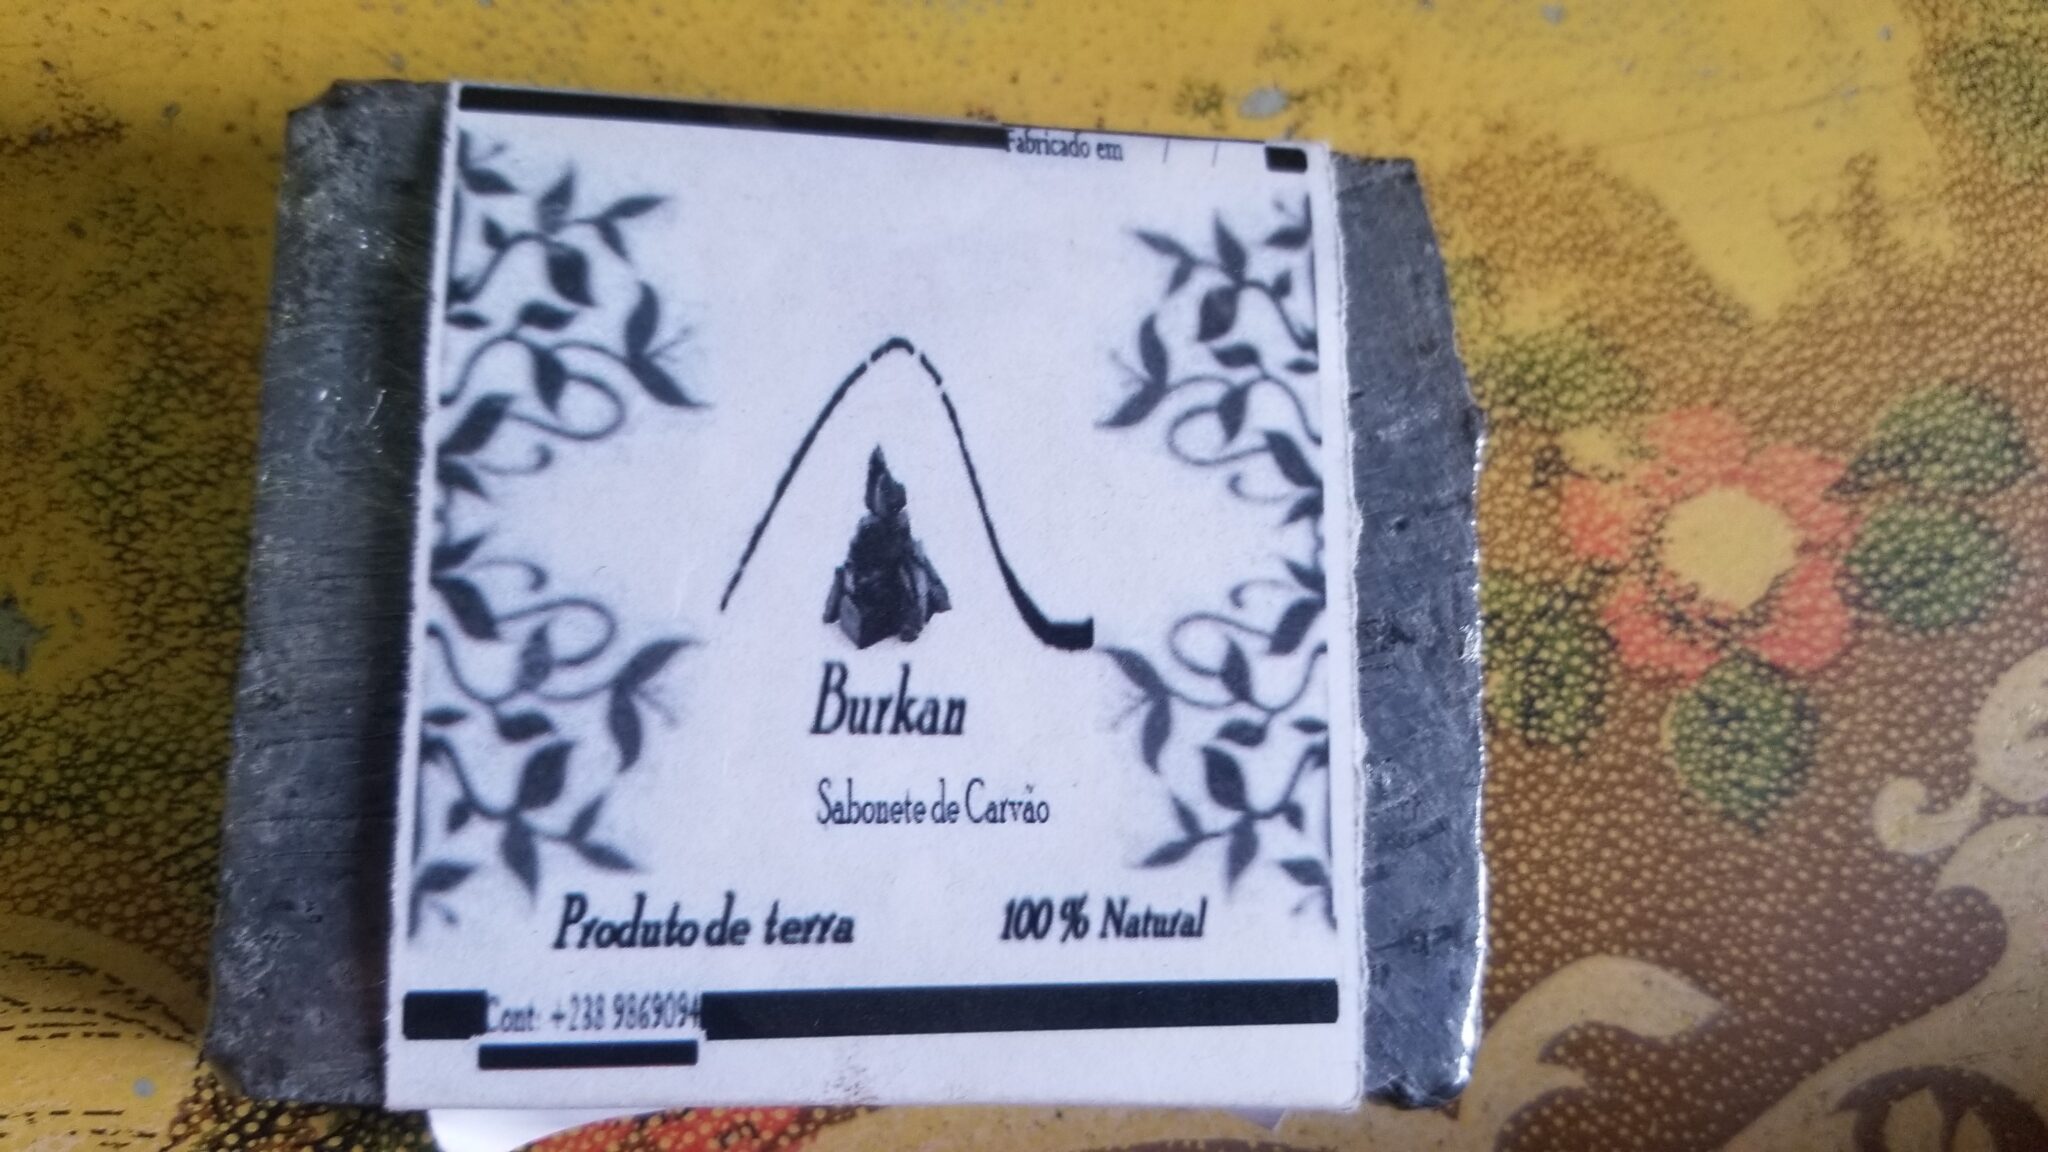 Fabricado em / /
Burkan
Sabonete de Carvão
Produto de terra
100 % Natural
Cont: +238 9869094